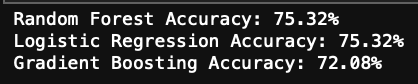 Random Forest Accuracy: 75.32%
Logistic Regression Accuracy: 75.32%
Gradient Boosting Accuracy: 72.08%